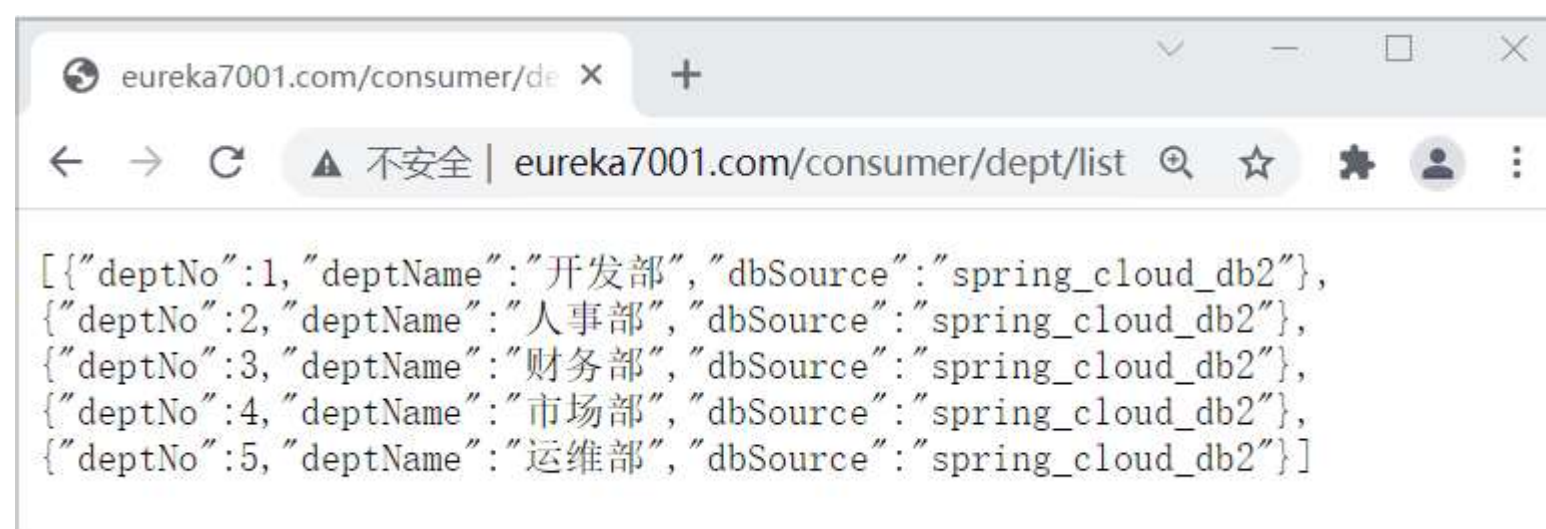 eureka7001.com/consumer/de
不安全 | eureka7001.com/consumer/dept/list
[{"deptNo":1,"deptName":"开发部","dbSource":"spring_cloud_db2"},
{"deptNo":2,"deptName":"人事部","dbSource":"spring_cloud_db2"},
{"deptNo":3,"deptName":"财务部","dbSource":"spring_cloud_db2"},
{"deptNo":4,"deptName":"市场部","dbSource":"spring_cloud_db2"},
{"deptNo":5,"deptName":"运维部","dbSource":"spring_cloud_db2"}]